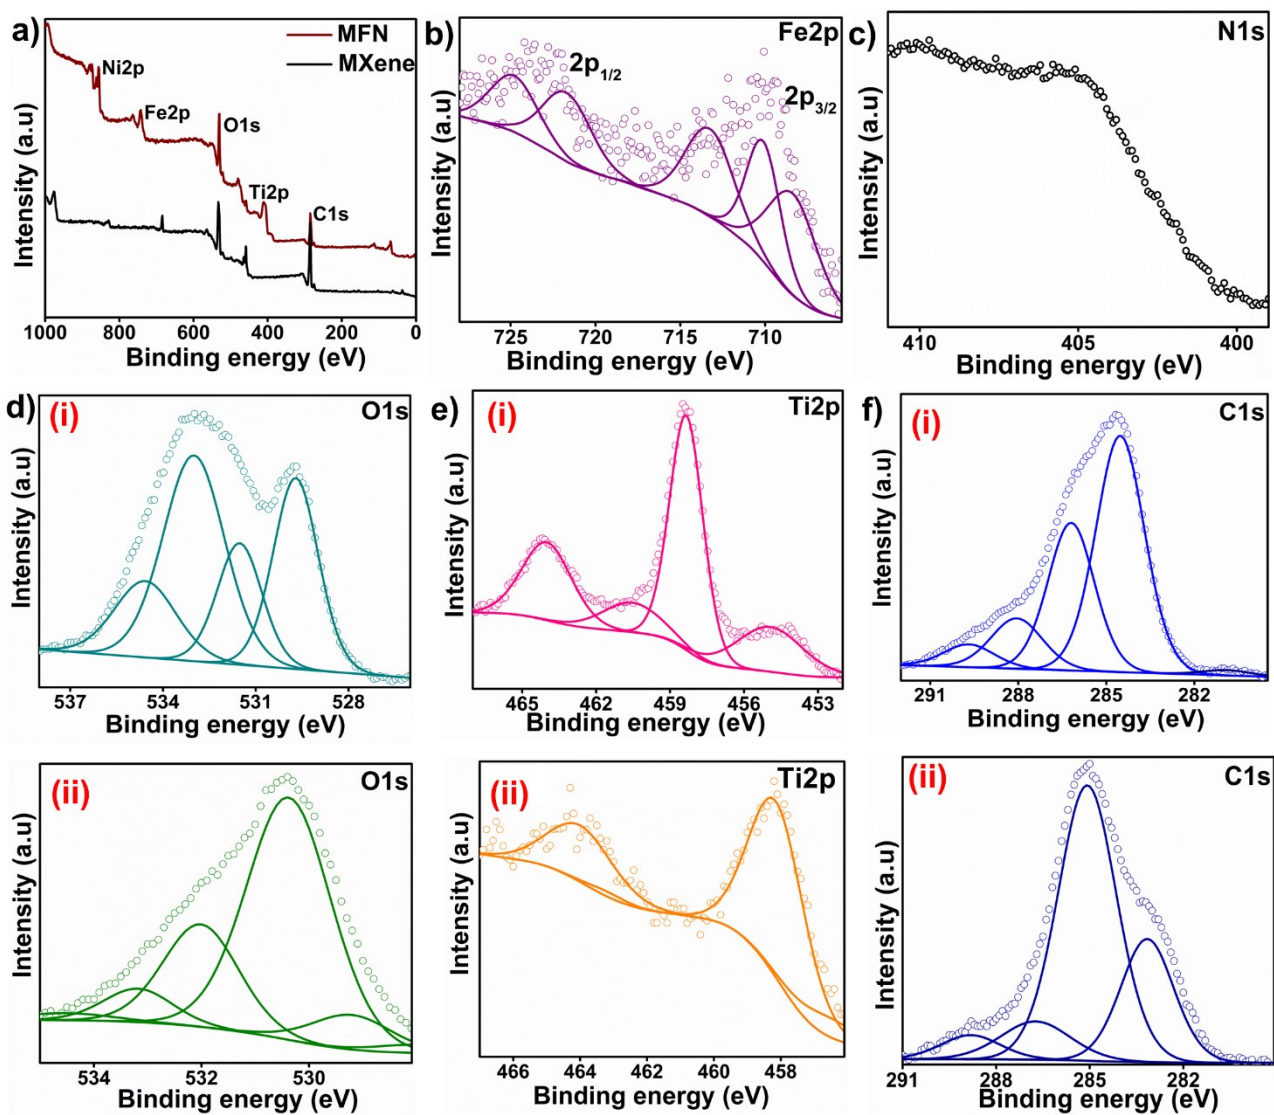 a)
MFN
MXene
Ni2p
Fe2p
O1s
Ti2p
C1s
Intensity (a.u)
1000 800 600 400 200 0
Binding energy (eV)
b)
Fe2p
2p1/2
2p3/2
Intensity (a.u)
725 720 715 710
Binding energy (eV)
c)
N1s
Intensity (a.u)
410 405 400
Binding energy (eV)
d)
(i)
O1s
Intensity (a.u)
537 534 531 528
Binding energy (eV)
e)
(i)
Ti2p
Intensity (a.u)
465 462 459 456 453
Binding energy (eV)
f)
(i)
C1s
Intensity (a.u)
291 288 285 282
Binding energy (eV)
(ii)
O1s
Intensity (a.u)
534 532 530
Binding energy (eV)
(ii)
Ti2p
Intensity (a.u)
466 464 462 460 458
Binding energy (eV)
(ii)
C1s
Intensity (a.u)
291 288 285 282
Binding energy (eV)